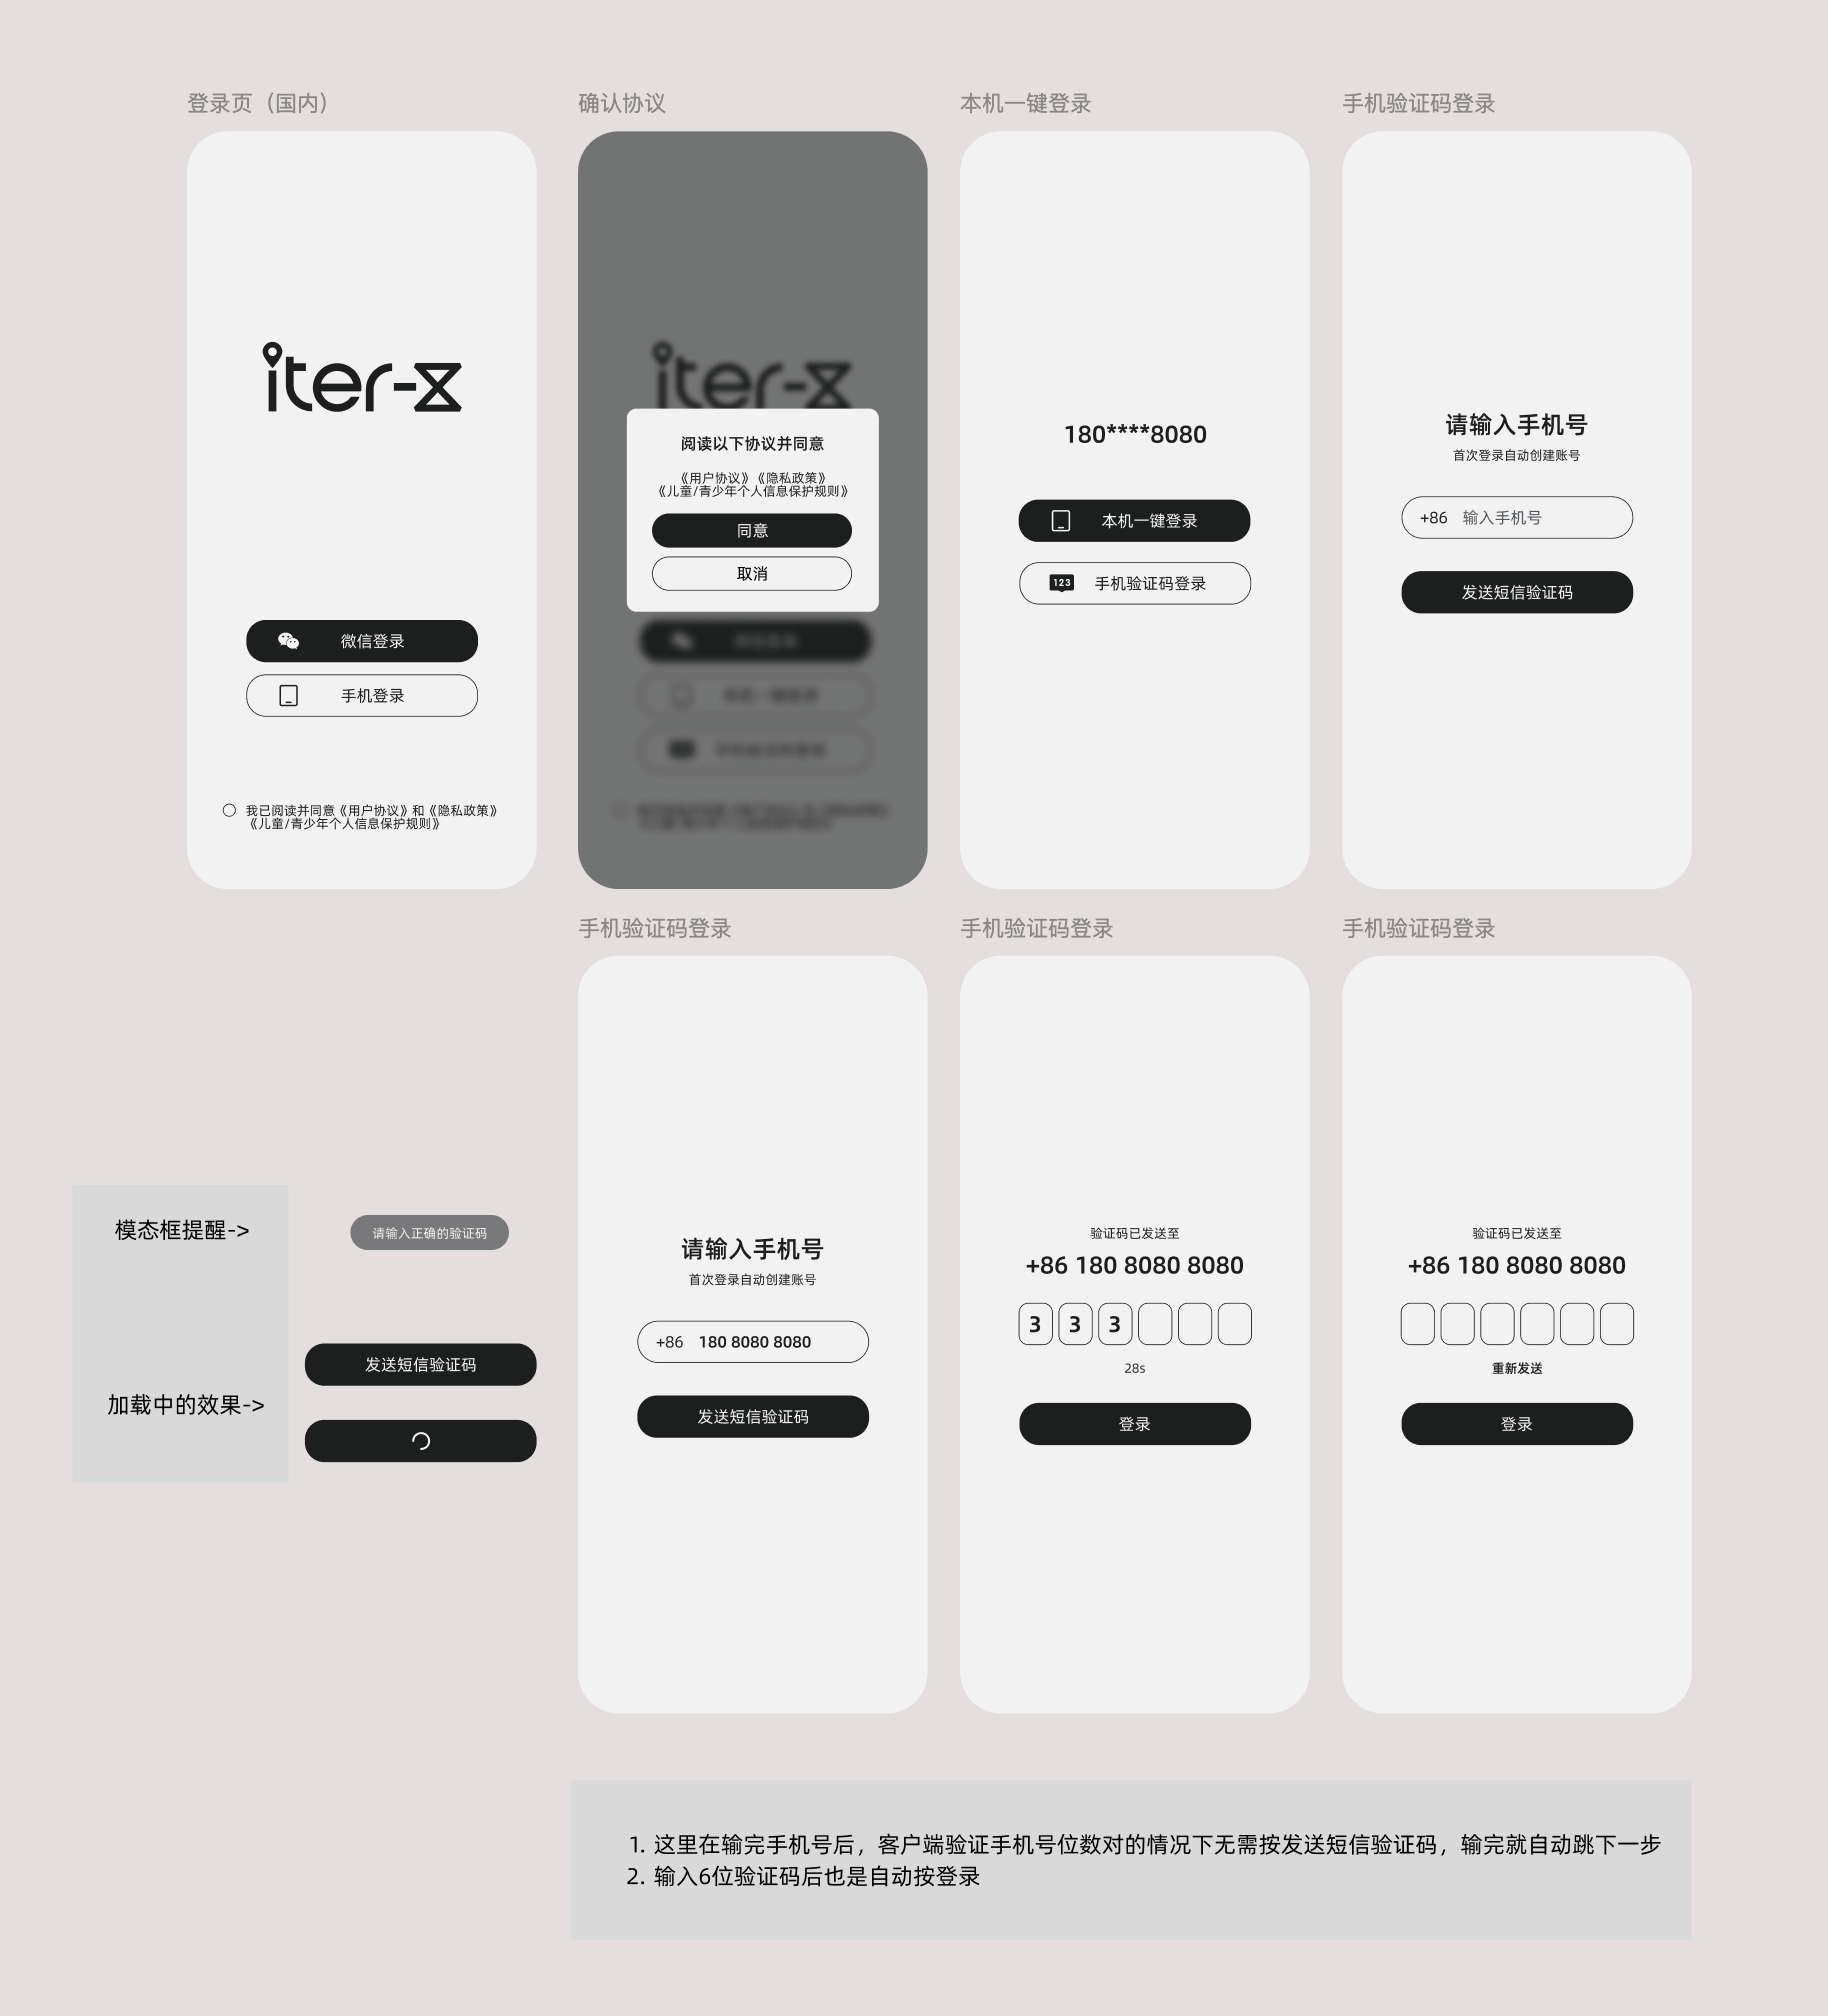 登录页（国内）
iter-x
微信登录
手机登录
我已阅读并同意《用户协议》和《隐私政策》
《儿童/青少年个人信息保护规则》
确认协议
iter-x
阅读以下协议并同意
《用户协议》《隐私政策》
《儿童/青少年个人信息保护规则》
同意
取消
本机一键登录
180****8080
本机一键登录
123
手机验证码登录
手机验证码登录
请输入手机号
首次登录自动创建账号
+86 输入手机号
发送短信验证码
模态框提醒->
请输入正确的验证码
加载中的效果->
发送短信验证码
手机验证码登录
请输入手机号
首次登录自动创建账号
+86 180 8080 8080
发送短信验证码
手机验证码登录
验证码已发送至
+86 180 8080 8080
3 3 3
28s
登录
手机验证码登录
验证码已发送至
+86 180 8080 8080
重新发送
登录
1. 这里在输完手机号后，客户端验证手机号位数对的情况下无需按发送短信验证码，输完就自动跳下一步
2. 输入6位验证码后也是自动按登录